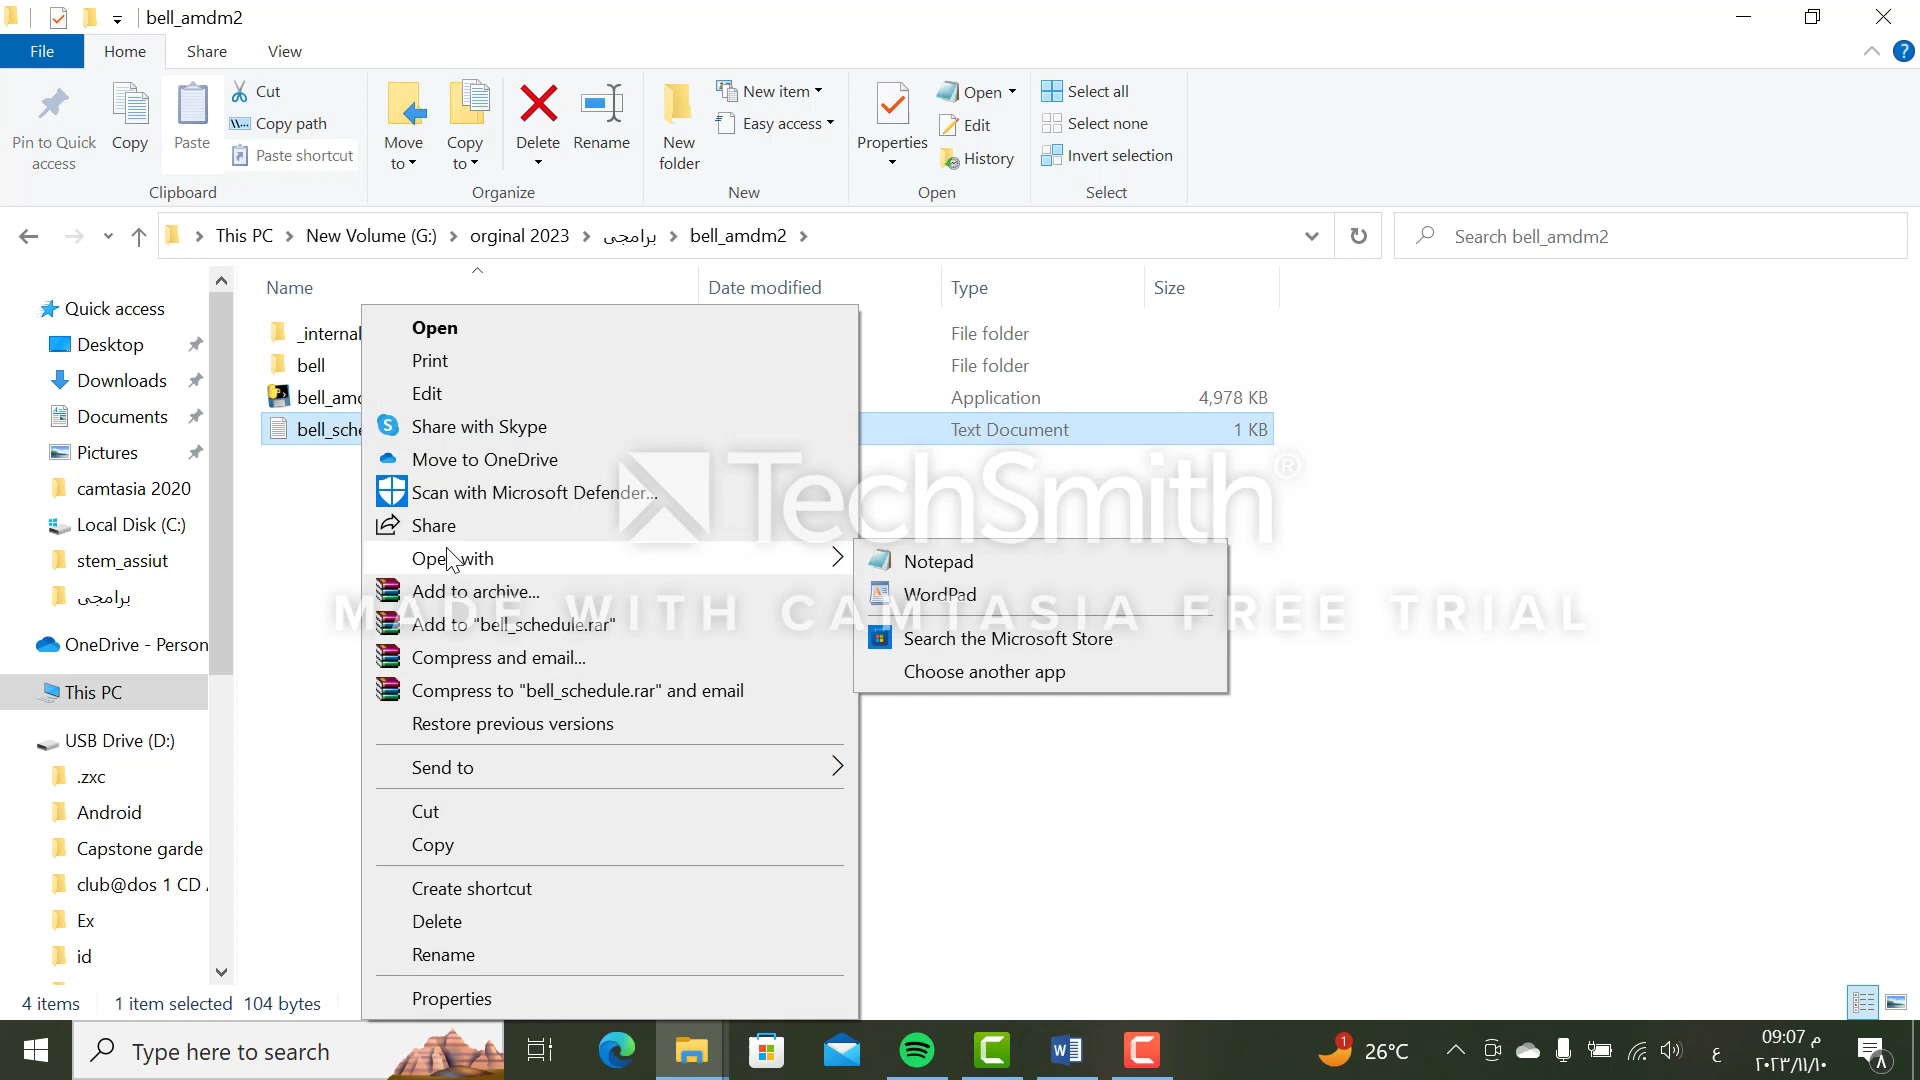 bell_amdm2
File Home Share View
Pin to Quick access
Copy
Paste
Cut
Copy path
Paste shortcut
Clipboard
Move to
Copy to
Delete
Rename
Organize
New folder
New item
Easy access
New
Properties
Open
Edit
History
Open
Select all
Select none
Invert selection
Select
This PC New Volume (G:) orginal 2023 برامجى bell_amdm2
Search bell_amdm2
Name Date modified Type Size
_internal File folder
bell File folder
Application 4,978 KB
Text Document 1 KB
Quick access
Desktop
Downloads
Documents
Pictures
camtasia 2020
Local Disk (C:)
stem_assiut
برامجى
OneDrive - Person
This PC
USB Drive (D:)
.zxc
Android
Capstone garde
club@dos 1 CD
Ex
id
Open
Print
Edit
Share with Skype
Move to OneDrive
Scan with Microsoft Defender...
Share
Open with
Add to archive...
Add to "bell_schedule.rar"
Compress and email...
Compress to "bell_schedule.rar" and email
Restore previous versions
Send to
Cut
Copy
Create shortcut
Delete
Rename
Properties
Notepad
WordPad
Search the Microsoft Store
Choose another app
TechSmith®
MADE WITH CAMTASIA FREE TRIAL
4 items 1 item selected 104 bytes
Type here to search
1
26°C
ع
09:07 م
٢٠٢٣/١١/١٠
٨